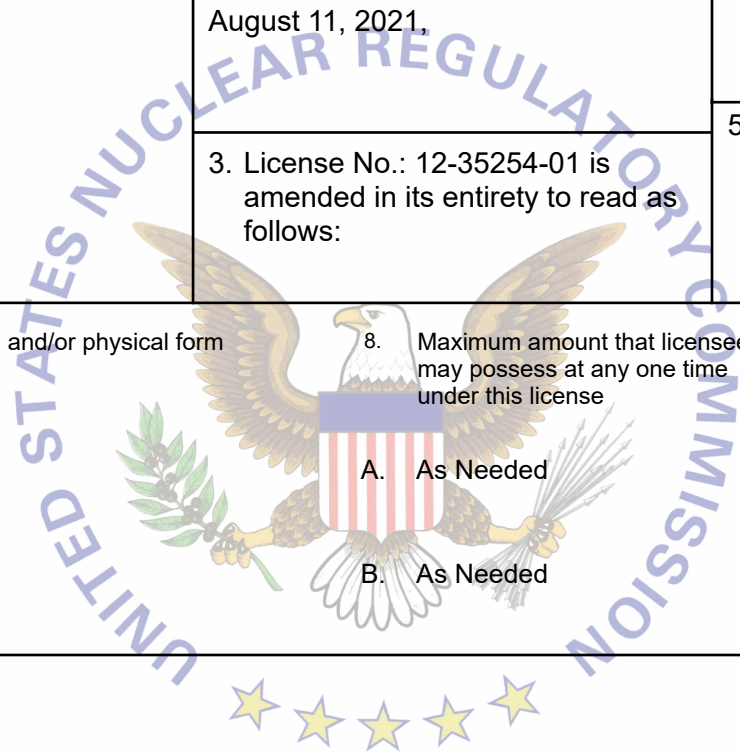 August 11, 2021,
5
3. License No.: 12-35254-01 is
amended in its entirety to read as
follows:
and/or physical form
8. Maximum amount that licensee
may possess at any one time
under this license
A. As Needed
B. As Needed
UNITED STATES NUCLEAR REGULATORY COMMISSION